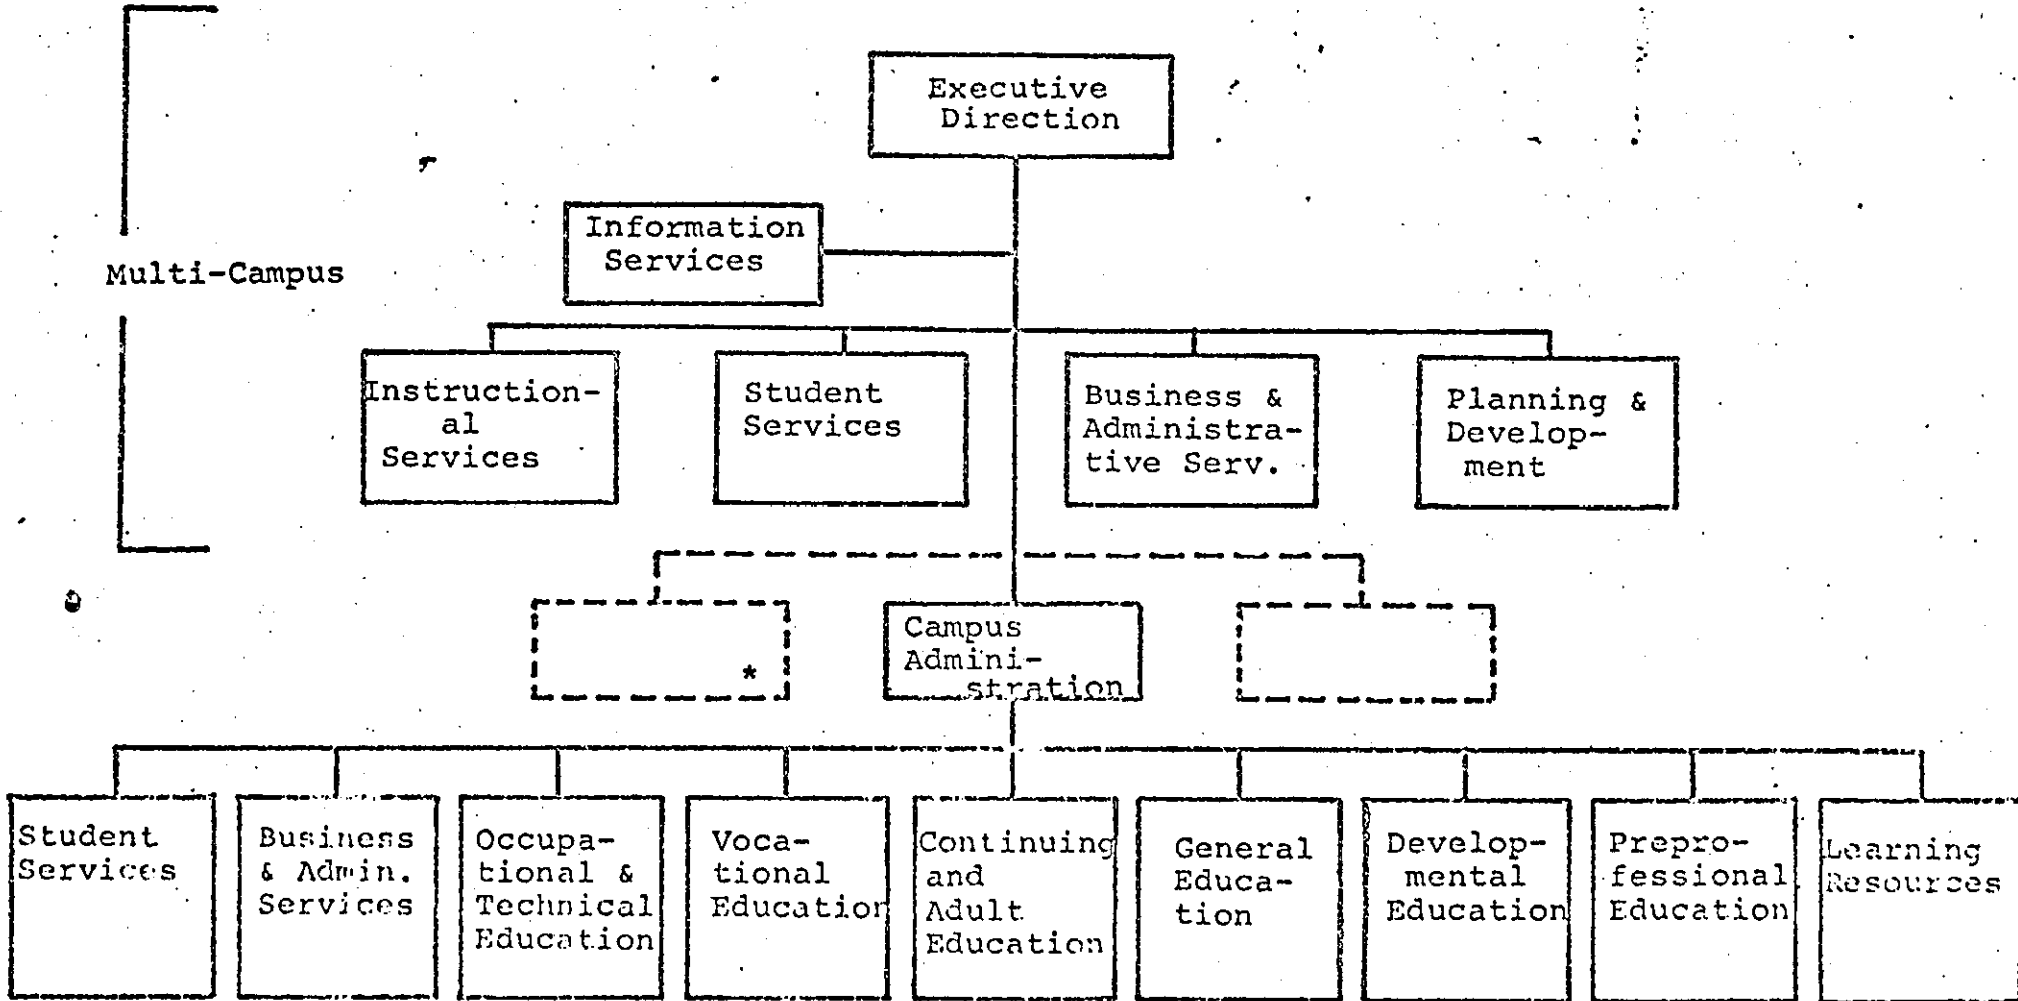 Executive
Direction
Information
Services
Multi-Campus
Instruction-
al
Services
Student
Services
Business &
Administra-
tive Serv.
Planning &
Develop-
ment
*
Campus
Admini-
stration
Student
Services
Business
& Admin.
Services
Occupa-
tional &
Technical
Education
Voca-
tional
Education
Continuing
and
Adult
Education
General
Educa-
tion
Develop-
mental
Education
Prepro-
fessional
Education
Learning
Resources